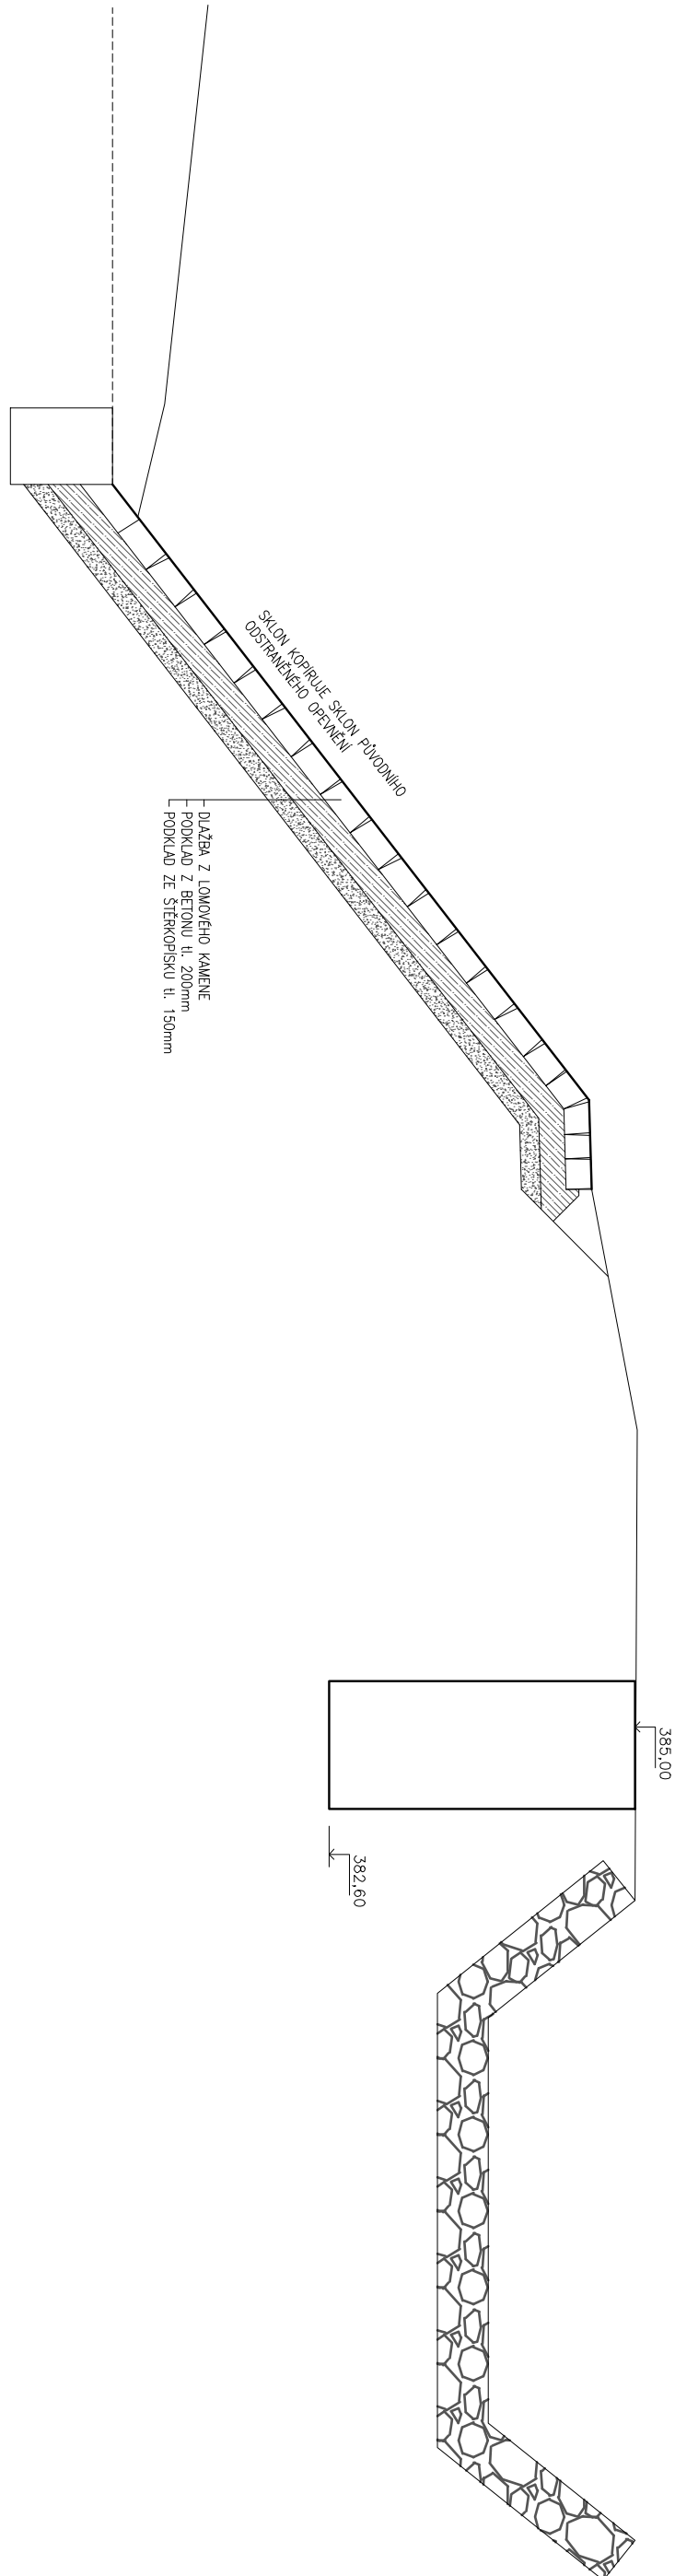 SKLON KOPÍRUJE SKLON PŮVODNÍHO
ODSTRANĚNÉHO OPEVNĚNÍ
DLAŽBA Z LOMOVÉHO KAMENE
PODKLAD Z BETONU tl. 200mm
PODKLAD ZE ŠTĚRKOPÍSKU tl. 150mm
385,00
382,60